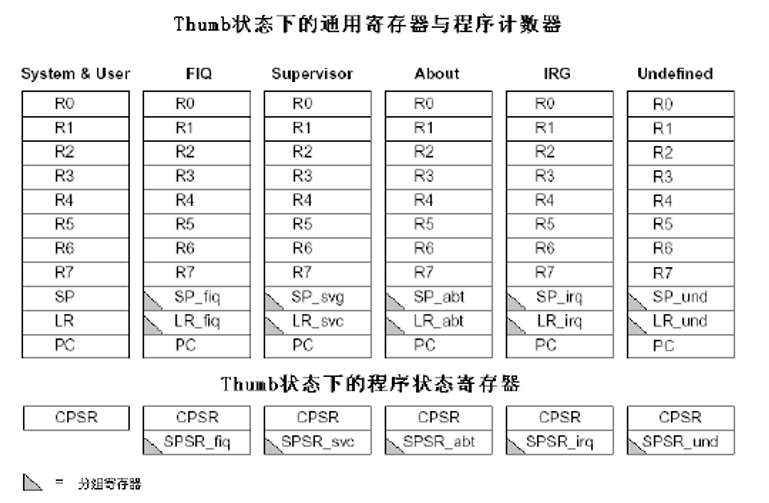 Thumb状态下的通用寄存器与程序计数器
System & User FIQ Supervisor About IRG Undefined
R0 R0 R0 R0 R0 R0
R1 R1 R1 R1 R1 R1
R2 R2 R2 R2 R2 R2
R3 R3 R3 R3 R3 R3
R4 R4 R4 R4 R4 R4
R5 R5 R5 R5 R5 R5
R6 R6 R6 R6 R6 R6
R7 R7 R7 R7 R7 R7
SP SP_fiq SP_svg SP_abt SP_irq SP_und
LR LR_fiq LR_svc LR_abt LR_irq LR_und
PC PC PC PC PC PC
Thumb状态下的程序状态寄存器
CPSR CPSR CPSR CPSR CPSR CPSR
SPSR_fiq SPSR_svc SPSR_abt SPSR_irq SPSR_und
= 分组寄存器